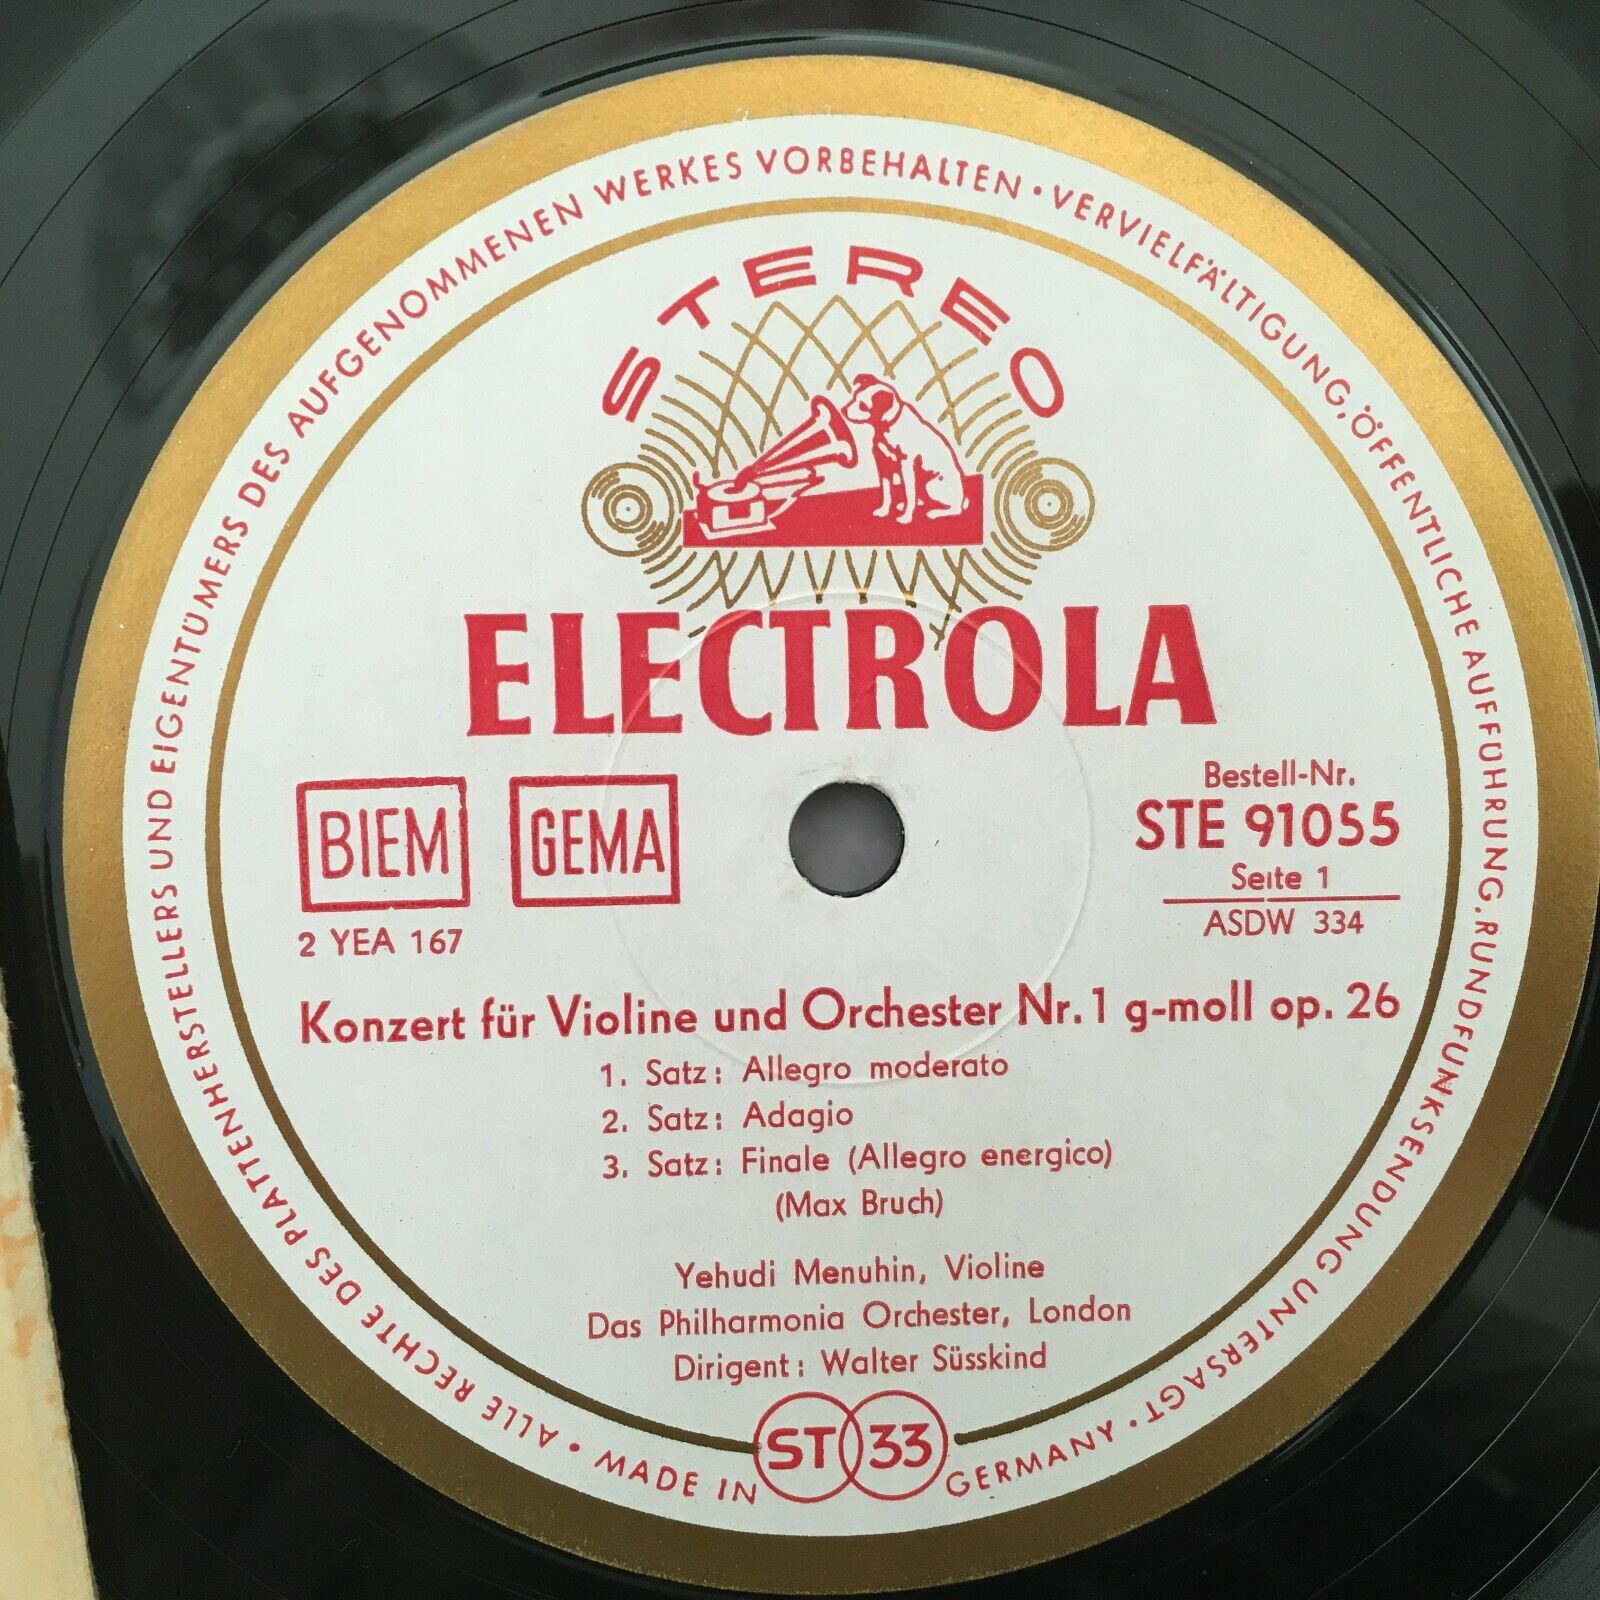 ALLE RECHTE DES PLATTENHERSTELLERS UND EIGENTÜMERS DES AUFGENOMMENEN WERKES VORBEHALTEN • VERVIELFÄLTIGUNG, ÖFFENTLICHE AUFFÜHRUNG, RUNDFUNKSENDUNG UNTERSAGT •
STEREO
ELECTROLA
BIEM
GEMA
2 YEA 167
Bestell-Nr.
STE 91055
Seite 1
ASDW 334
Konzert für Violine und Orchester Nr. 1 g-moll op. 26
1. Satz: Allegro moderato
2. Satz: Adagio
3. Satz: Finale (Allegro energico)
(Max Bruch)
Yehudi Menuhin, Violine
Das Philharmonia Orchester, London
Dirigent: Walter Süsskind
ST 33
• MADE IN GERMANY •